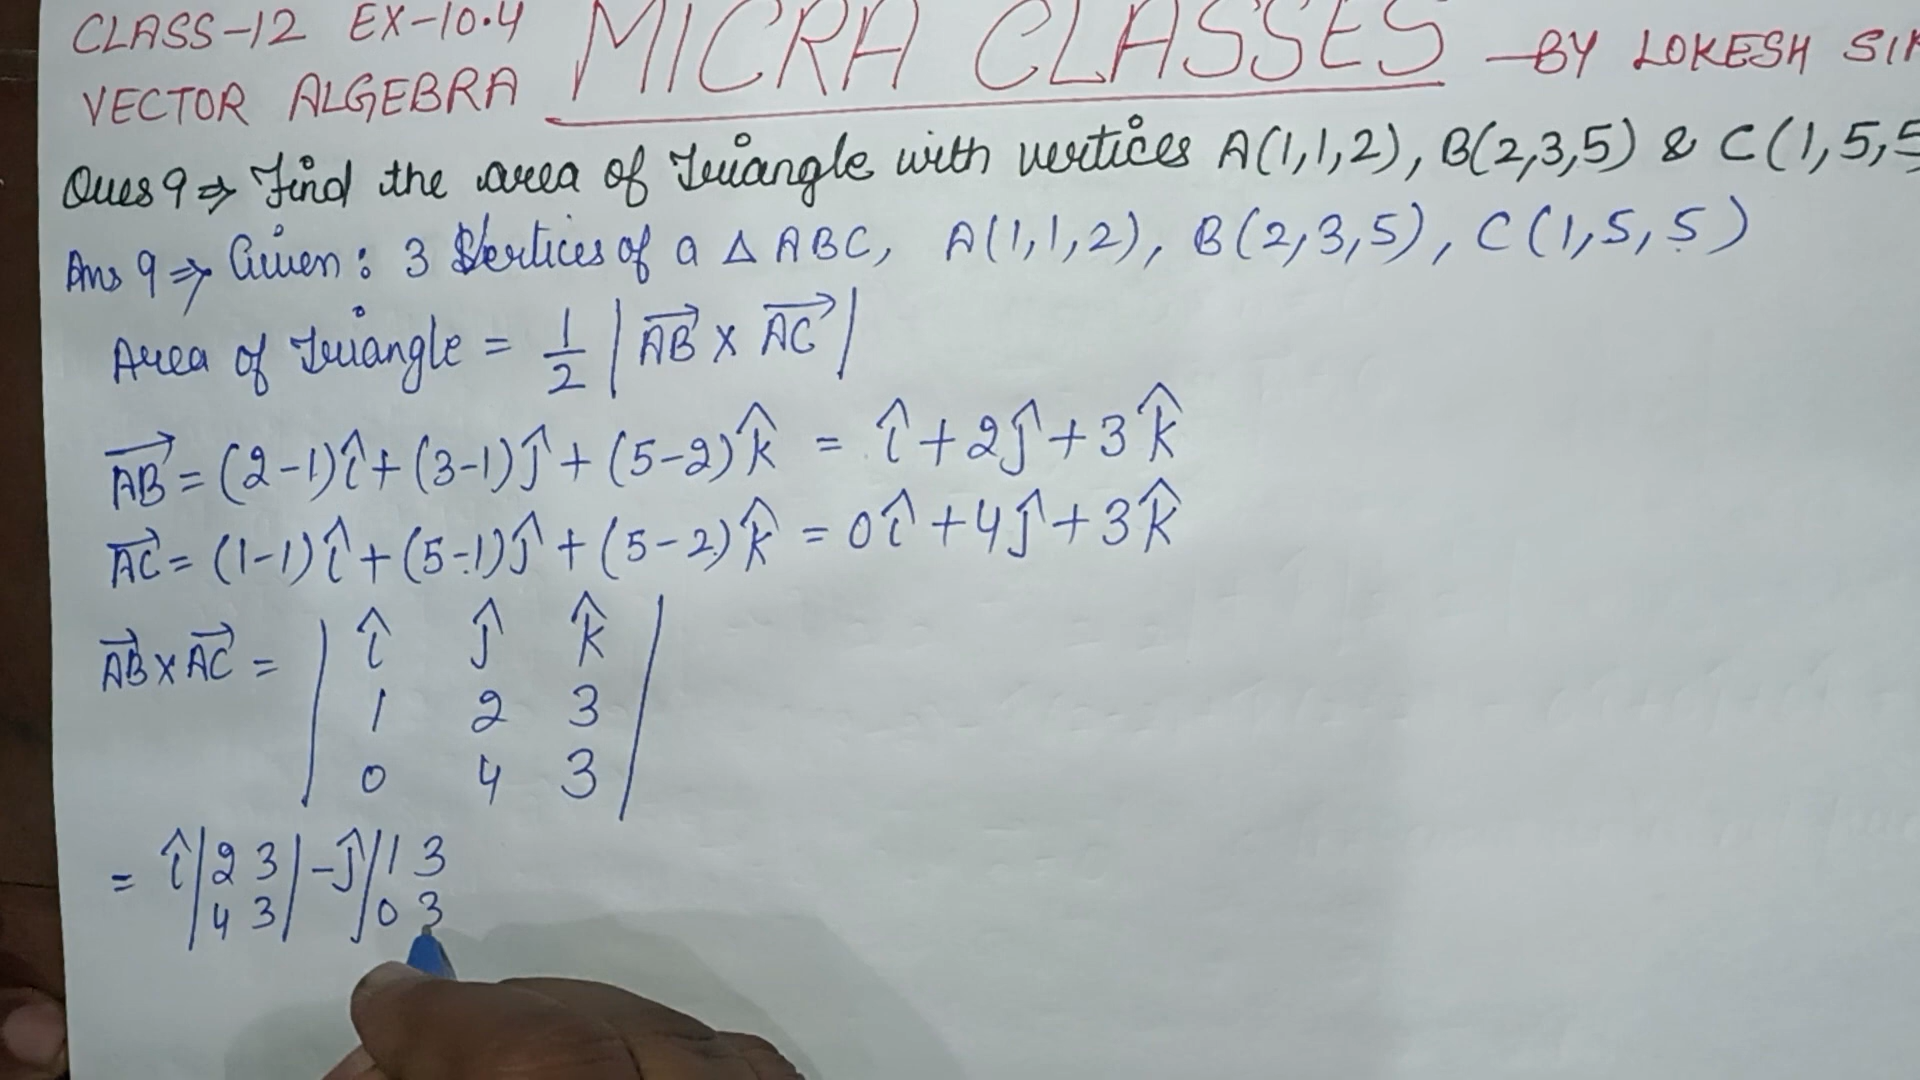 CLASS-12 EX-10.4 MICRA CLASSES -BY LOKESH SIR
VECTOR ALGEBRA
Ques 9 ⇒ Find the area of Triangle with vertices A(1,1,2), B(2,3,5) & C(1,5,5
Ans 9 ⇒ Given : 3 Vertices of a △ ABC, A(1,1,2), B(2,3,5), C(1,5,5)
Area of Triangle = 1/2 |AB→ × AC→|
AB→ = (2-1)î + (3-1)ĵ + (5-2)k̂ = î + 2ĵ + 3k̂
AC→ = (1-1)î + (5-1)ĵ + (5-2)k̂ = 0î + 4ĵ + 3k̂
AB→ × AC→ = | î ĵ k̂ |
1 2 3
0 4 3
= î |2 3| - ĵ |1 3
4 3 0 3